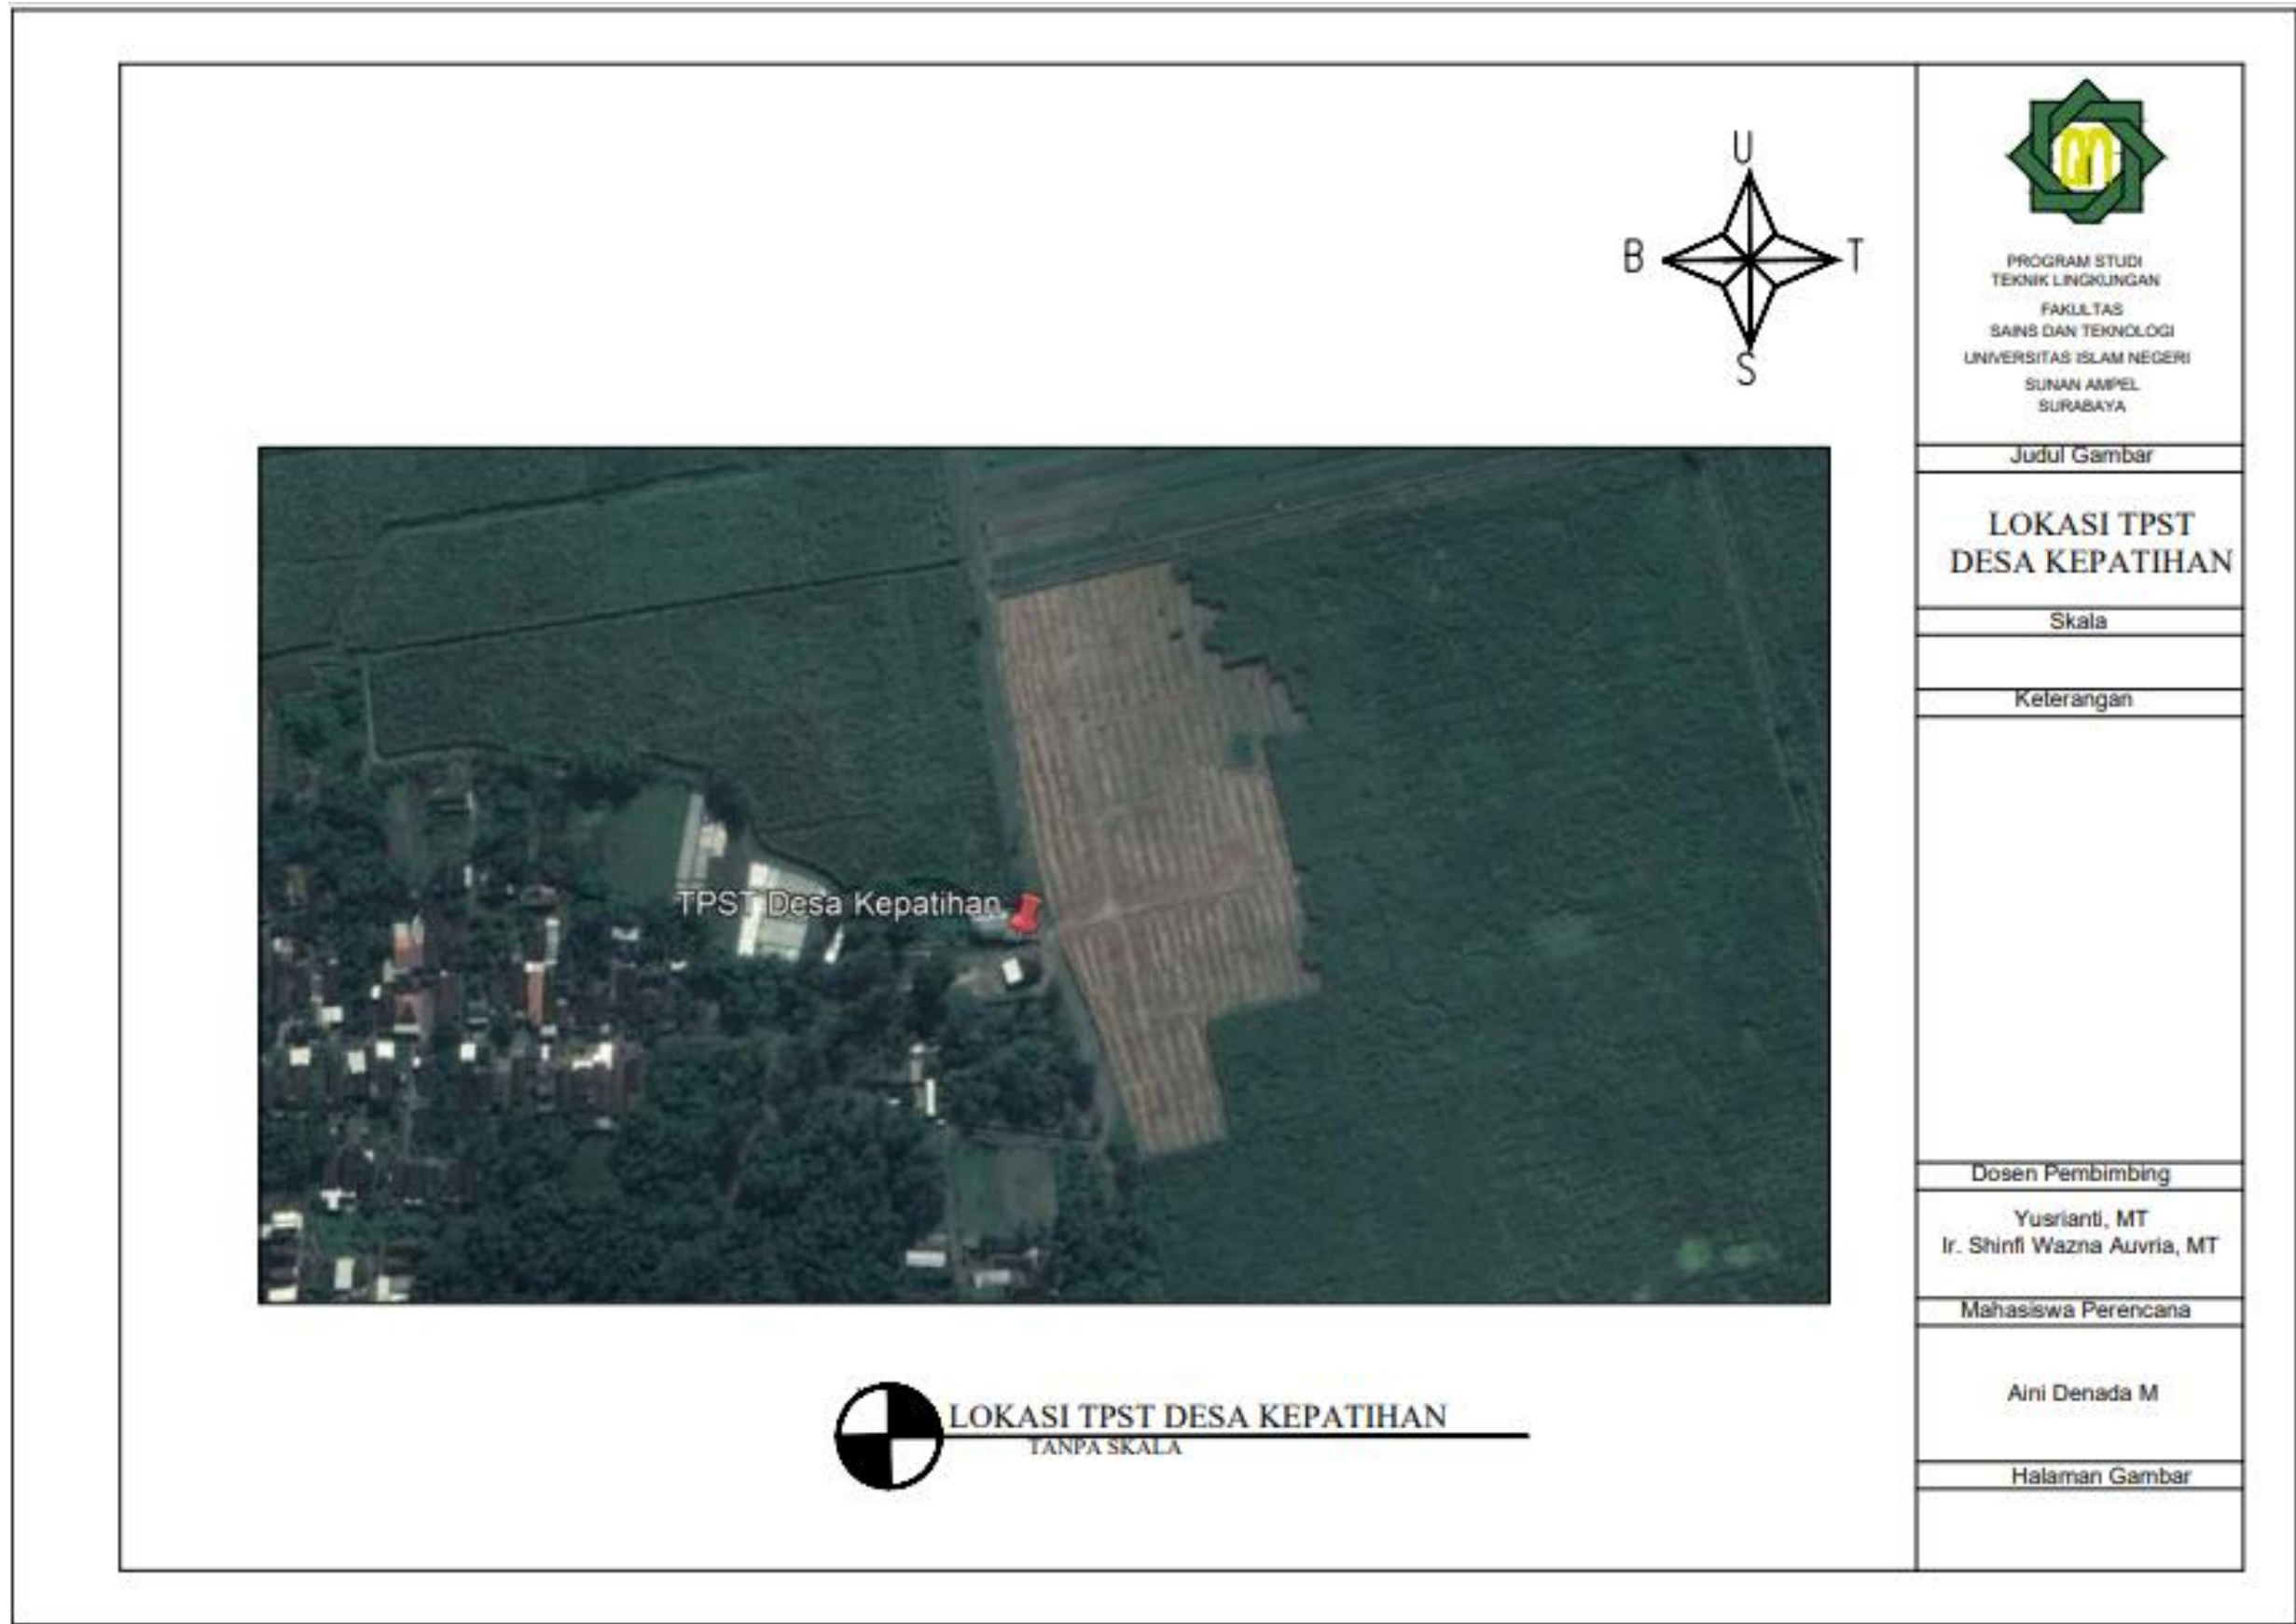 U
B
T
S
TPST Desa Kepatihan
LOKASI TPST DESA KEPATIHAN
TANPA SKALA
PROGRAM STUDI
TEKNIK LINGKUNGAN
FAKULTAS
SAINS DAN TEKNOLOGI
UNIVERSITAS ISLAM NEGERI
SUNAN AMPEL
SURABAYA
Judul Gambar
LOKASI TPST
DESA KEPATIHAN
Skala
Keterangan
Dosen Pembimbing
Yusrianti, MT
Ir. Shinfi Wazna Auvria, MT
Mahasiswa Perencana
Aini Denada M
Halaman Gambar